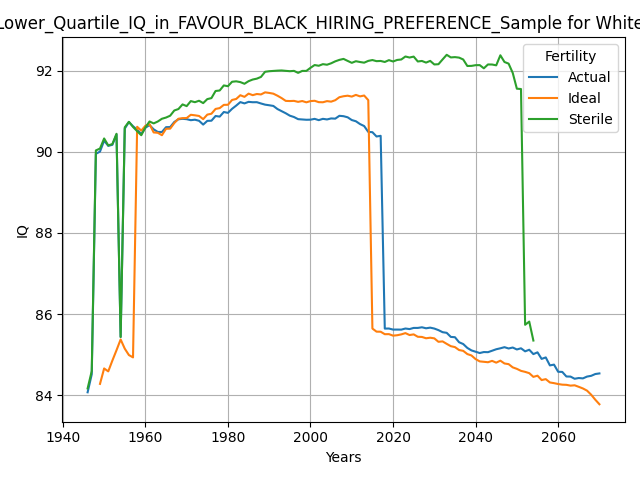 Lower_Quartile_IQ_in_FAVOUR_BLACK_HIRING_PREFERENCE_Sample for White
Fertility
Actual
Ideal
Sterile
IQ
92
90
88
86
84
1940 1960 1980 2000 2020 2040 2060
Years